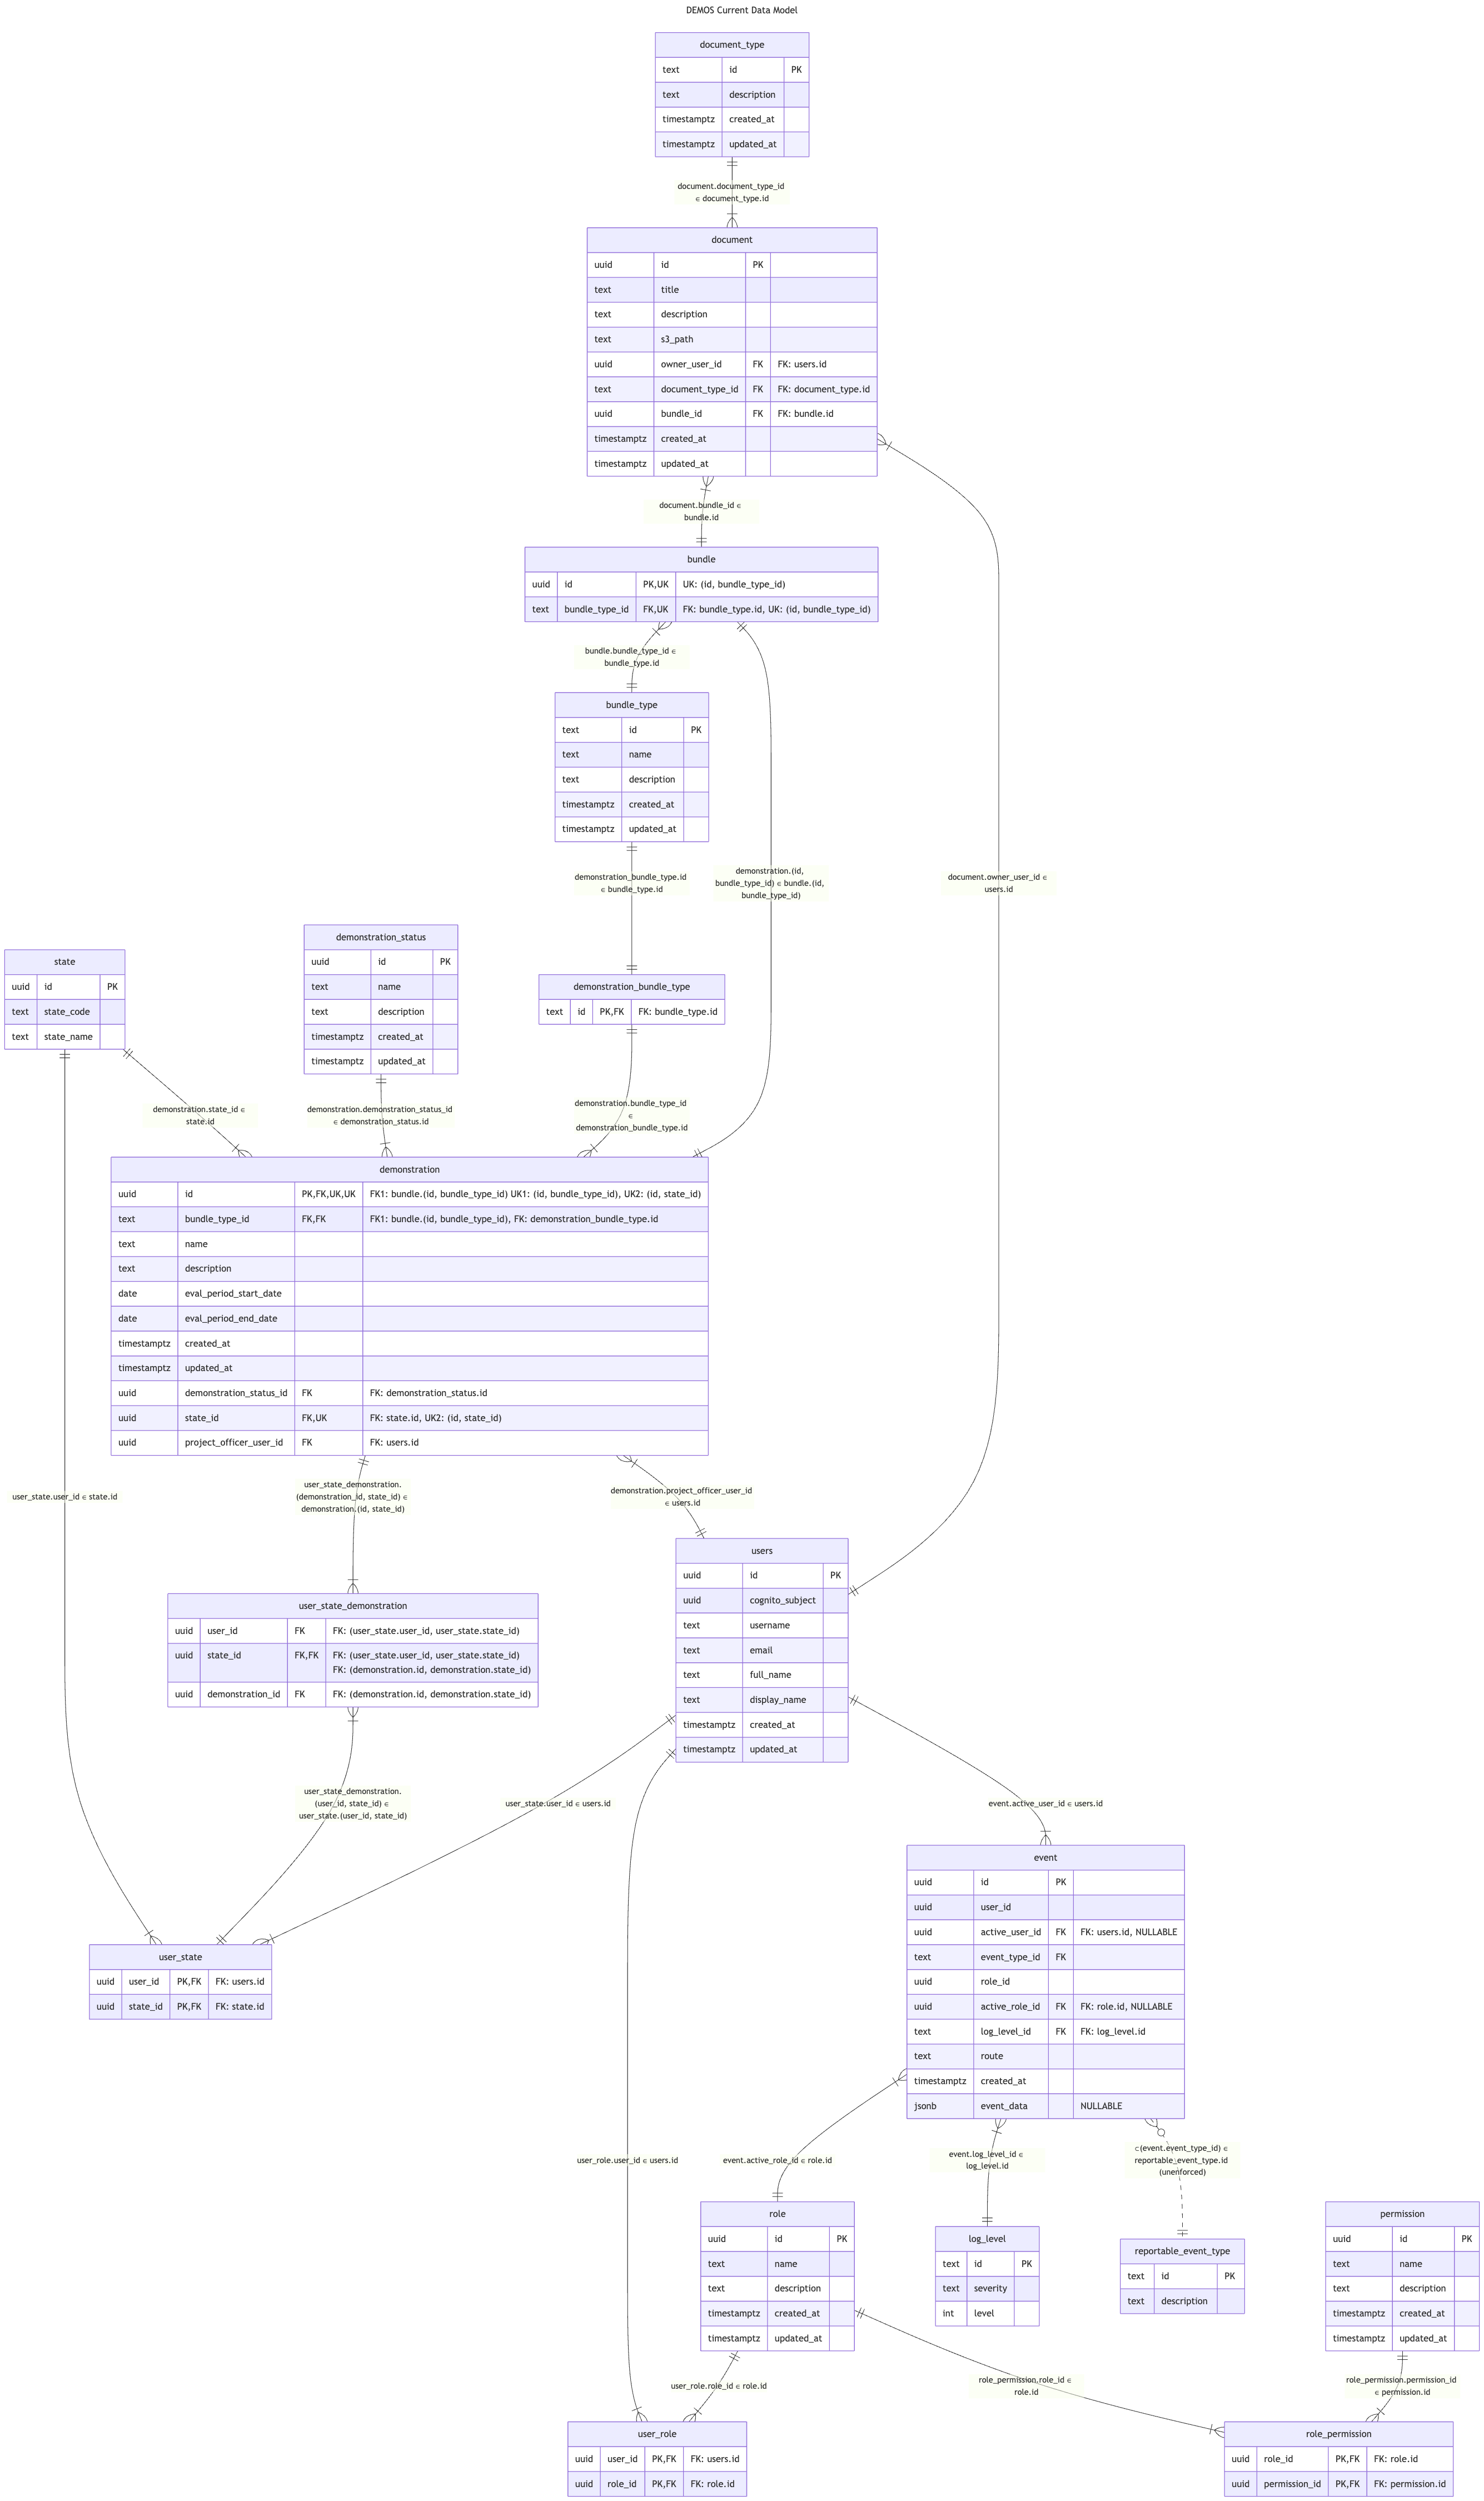 DEMOS Current Data Model
document_type
text id PK
text description
timestamptz created_at
timestamptz updated_at
document.document_type_id
∈ document_type.id
document
uuid id PK
text title
text description
text s3_path
uuid owner_user_id FK FK: users.id
text document_type_id FK FK: document_type.id
uuid bundle_id FK FK: bundle.id
timestamptz created_at
timestamptz updated_at
document.bundle_id ∈
bundle.id
bundle
uuid id PK,UK UK: (id, bundle_type_id)
text bundle_type_id FK,UK FK: bundle_type.id, UK: (id, bundle_type_id)
bundle.bundle_type_id ∈
bundle_type.id
bundle_type
text id PK
text name
text description
timestamptz created_at
timestamptz updated_at
demonstration_bundle_type.id
∈ bundle_type.id
demonstration.(id,
bundle_type_id) ∈ bundle.(id,
bundle_type_id)
document.owner_user_id ∈
users.id
state
uuid id PK
text state_code
text state_name
demonstration_status
uuid id PK
text name
text description
timestamptz created_at
timestamptz updated_at
demonstration_bundle_type
text id PK,FK FK: bundle_type.id
demonstration.state_id ∈
state.id
demonstration.demonstration_status_id
∈ demonstration_status.id
demonstration.bundle_type_id
∈
demonstration_bundle_type.id
demonstration
uuid id PK,FK,UK,UK FK1: bundle.(id, bundle_type_id) UK1: (id, bundle_type_id), UK2: (id, state_id)
text bundle_type_id FK,FK FK1: bundle.(id, bundle_type_id), FK: demonstration_bundle_type.id
text name
text description
date eval_period_start_date
date eval_period_end_date
timestamptz created_at
timestamptz updated_at
uuid demonstration_status_id FK FK: demonstration_status.id
uuid state_id FK,UK FK: state.id, UK2: (id, state_id)
uuid project_officer_user_id FK FK: users.id
user_state.user_id ∈ state.id
user_state_demonstration.
(demonstration_id, state_id) ∈
demonstration.(id, state_id)
demonstration.project_officer_user_id
∈ users.id
users
uuid id PK
uuid cognito_subject
text username
text email
text full_name
text display_name
timestamptz created_at
timestamptz updated_at
user_state_demonstration
uuid user_id FK FK: (user_state.user_id, user_state.state_id)
uuid state_id FK,FK FK: (user_state.user_id, user_state.state_id)
FK: (demonstration.id, demonstration.state_id)
uuid demonstration_id FK FK: (demonstration.id, demonstration.state_id)
user_state_demonstration.
(user_id, state_id) ∈
user_state.(user_id, state_id)
user_state.user_id ∈ users.id
event.active_user_id ∈ users.id
user_state
uuid user_id PK,FK FK: users.id
uuid state_id PK,FK FK: state.id
event
uuid id PK
uuid user_id
uuid active_user_id FK FK: users.id, NULLABLE
text event_type_id FK
uuid role_id
uuid active_role_id FK FK: role.id, NULLABLE
text log_level_id FK FK: log_level.id
text route
timestamptz created_at
jsonb event_data NULLABLE
user_role.user_id ∈ users.id
event.active_role_id ∈ role.id
event.log_level_id ∈
log_level.id
⊂ (event.event_type_id) ∈
reportable_event_type.id
(unenforced)
role
uuid id PK
text name
text description
timestamptz created_at
timestamptz updated_at
log_level
text id PK
text severity
int level
reportable_event_type
text id PK
text description
permission
uuid id PK
text name
text description
timestamptz created_at
timestamptz updated_at
user_role.role_id ∈ role.id
role_permission.role_id ∈
role.id
role_permission.permission_id
∈ permission.id
user_role
uuid user_id PK,FK FK: users.id
uuid role_id PK,FK FK: role.id
role_permission
uuid role_id PK,FK FK: role.id
uuid permission_id PK,FK FK: permission.id